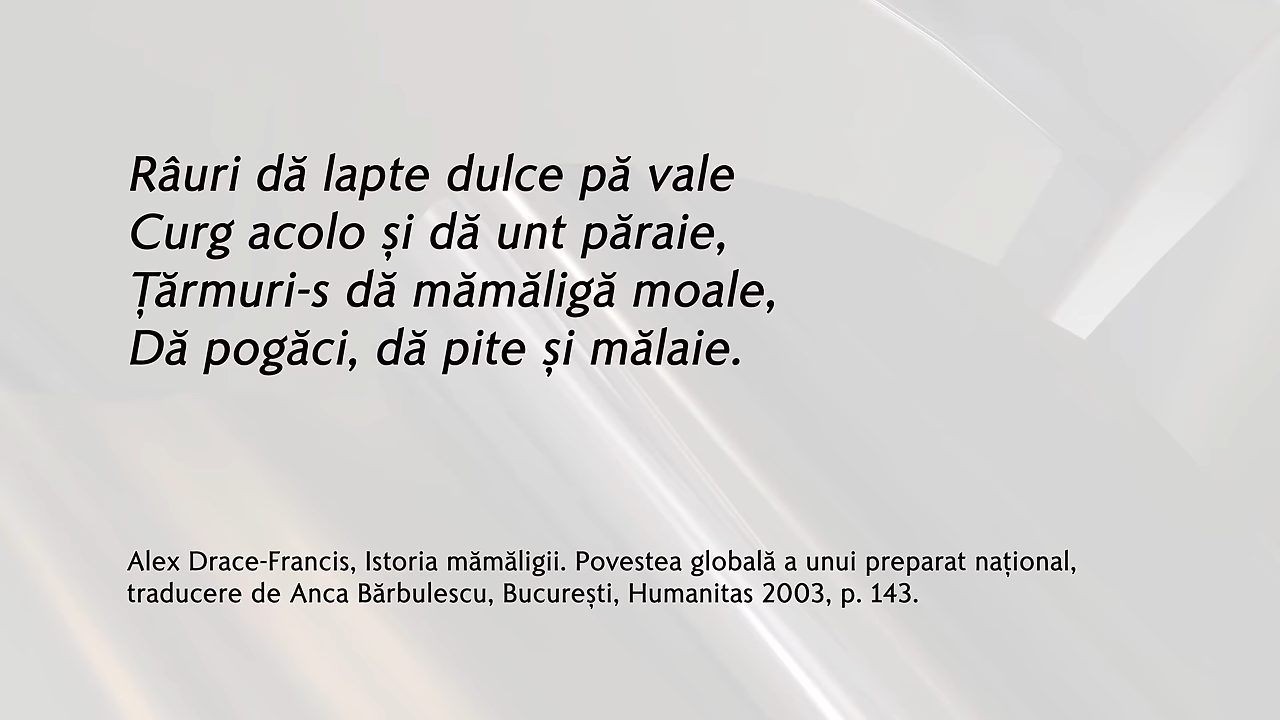 Râuri dă lapte dulce pă vale
Curg acolo și dă unt păraie,
Țărmuri-s dă mămăligă moale,
Dă pogăci, dă pite și mălaie.
Alex Drace-Francis, Istoria mămăligii. Povestea globală a unui preparat național,
traducere de Anca Bărbulescu, București, Humanitas 2003, p. 143.